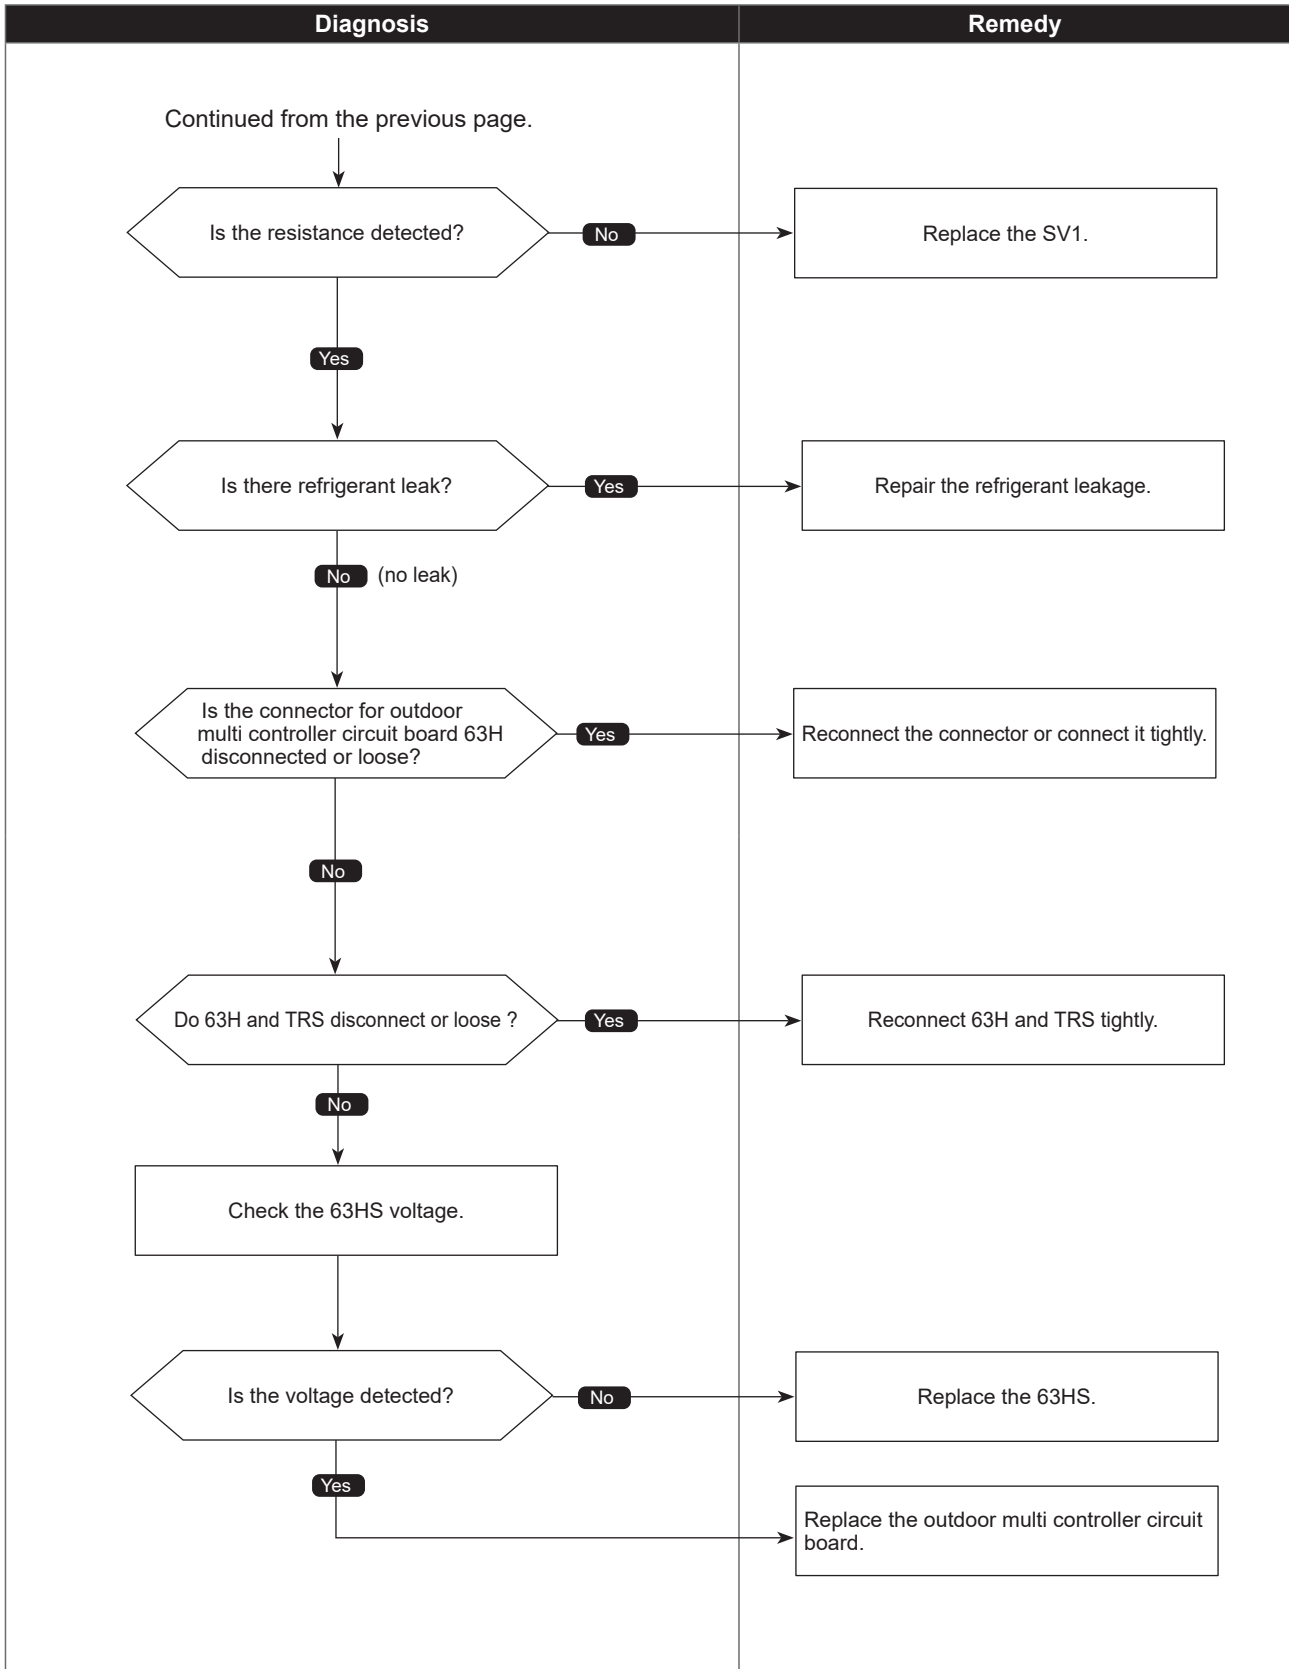 Diagnosis
Remedy
Continued from the previous page.
Is the resistance detected?
No
Replace the SV1.
Yes
Is there refrigerant leak?
Yes
Repair the refrigerant leakage.
No (no leak)
Is the connector for outdoor
multi controller circuit board 63H
disconnected or loose?
Yes
Reconnect the connector or connect it tightly.
No
Do 63H and TRS disconnect or loose ?
Yes
Reconnect 63H and TRS tightly.
No
Check the 63HS voltage.
Is the voltage detected?
No
Replace the 63HS.
Yes
Replace the outdoor multi controller circuit
board.